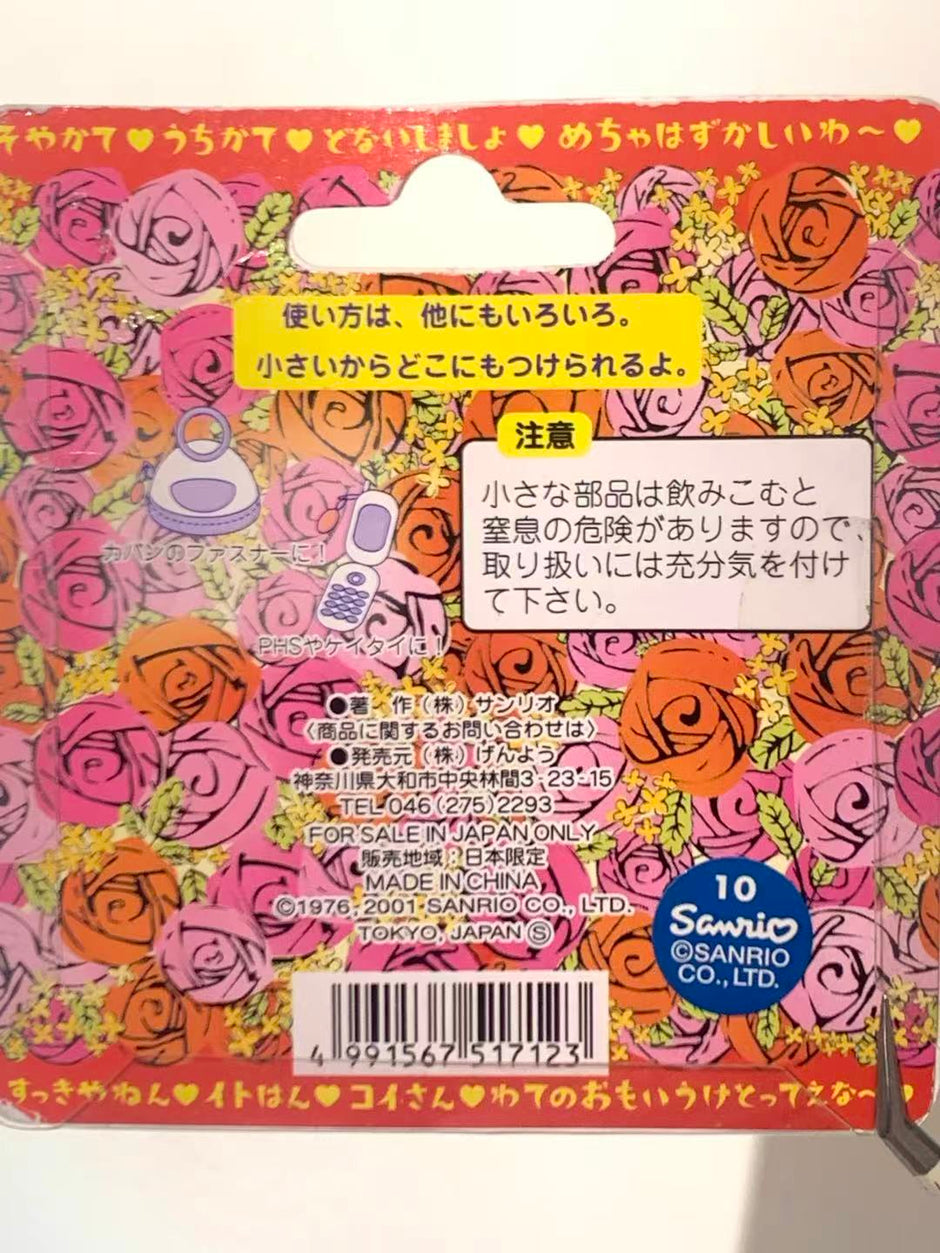 そやかて♥うちかて♥どないしましょ♥めちゃはずかしいわ〜♥
使い方は、他にもいろいろ。
小さいからどこにもつけられるよ。
注意
小さな部品は飲みこむと
窒息の危険がありますので、
取り扱いには充分気を付け
て下さい。
カバンのファスナーに!
PHSやケイタイに!
●著 作 (株) サンリオ
〈商品に関するお問い合わせは〉
●発売元 (株) げんよう
神奈川県大和市中央林間3-23-15
TEL 046 (275) 2293
FOR SALE IN JAPAN ONLY
販売地域:日本限定
MADE IN CHINA
©1976, 2001 SANRIO CO., LTD.
TOKYO, JAPAN Ⓢ
10
Sanrio
©SANRIO
CO., LTD.
4 991567 517123
すっきやねん♥イトはん♥コイさん♥わてのおもいうけとってえな〜♥